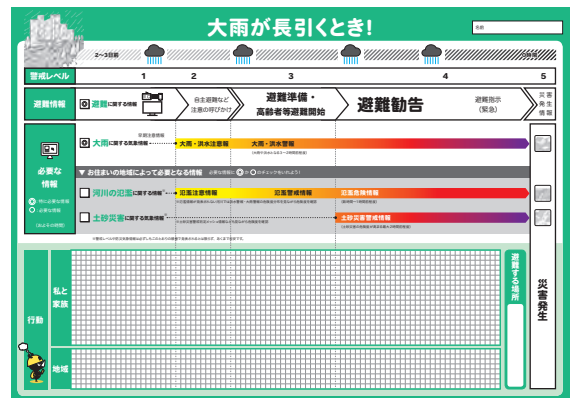 大雨が長引くとき!
名前
2~3日前
警戒レベル
1
2
3
4
5
避難情報
避難に関する情報
自主避難など
注意の呼びかけ
避難準備・
高齢者等避難開始
避難勧告
避難指示
(緊急)
災害
発生
情報
必要な
情報
早期注意情報
大雨に関する気象情報
大雨・洪水注意報
大雨・洪水警報
▼ お住まいの地域によって必要となる情報
河川の氾濫に関する情報
氾濫注意情報
氾濫警戒情報
氾濫危険情報
土砂災害に関する気象情報
土砂災害警戒情報
行動
私と
家族
地域
避難する場所
災害発生